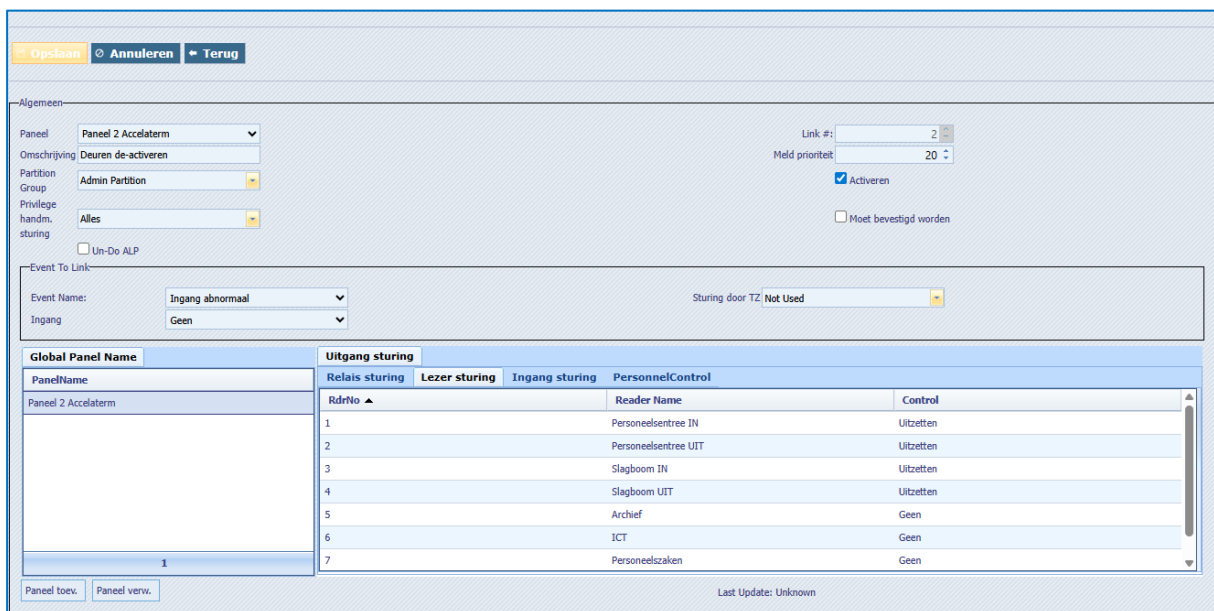 Opslaan Annuleren Terug
Algemeen
Paneel Paneel 2 Accelaterm Link #: 2
Omschrijving Deuren de-activeren Meld prioriteit 20
Partition Group Admin Partition Activeren
Privilege handm. sturing Alles Moet bevestigd worden
Un-Do ALP
Event To Link
Event Name: Ingang abnormaal Sturing door TZ Not Used
Ingang Geen
Global Panel Name Uitgang sturing
PanelName Relais sturing Lezer sturing Ingang sturing PersonnelControl
Paneel 2 Accelaterm RdrNo Reader Name Control
1 Personeelsentree IN Uitzetten
2 Personeelsentree UIT Uitzetten
3 Slagboom IN Uitzetten
4 Slagboom UIT Uitzetten
5 Archief Geen
6 ICT Geen
1 7 Personeelszaken Geen
Paneel toev. Paneel verw. Last Update: Unknown